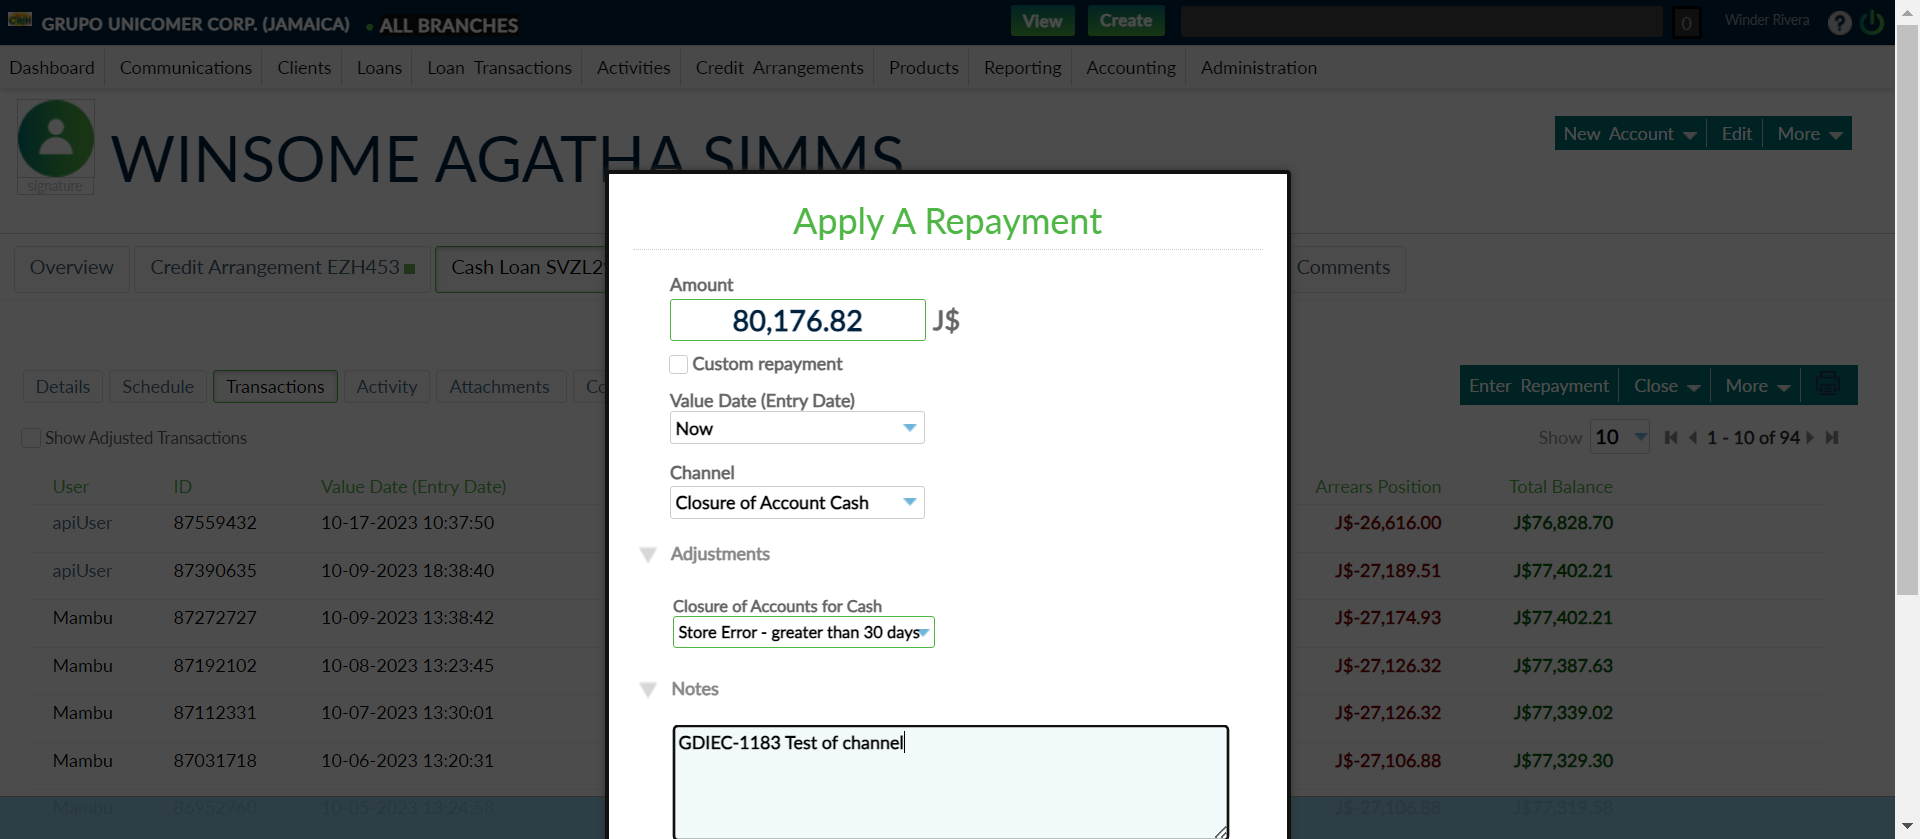 GRUPO UNICOMER CORP. (JAMAICA) ALL BRANCHES View Create 0 Winder Rivera ?
Dashboard Communications Clients Loans Loan Transactions Activities Credit Arrangements Products Reporting Accounting Administration
WINSOME AGATHA SIMMS
signature
New Account Edit More
Apply A Repayment
Overview Credit Arrangement EZH453 Cash Loan SVZL2 Comments
Amount
80,176.82 J$
Custom repayment
Value Date (Entry Date)
Now
Channel
Closure of Account Cash
Adjustments
Closure of Accounts for Cash
Store Error - greater than 30 days
Notes
GDIEC-1183 Test of channel
Details Schedule Transactions Activity Attachments Co
Enter Repayment Close More
Show Adjusted Transactions
Show 10 1 - 10 of 94
User ID Value Date (Entry Date) Arrears Position Total Balance
apiUser 87559432 10-17-2023 10:37:50 J$-26,616.00 J$76,828.70
apiUser 87390635 10-09-2023 18:38:40 J$-27,189.51 J$77,402.21
Mambu 87272727 10-09-2023 13:38:42 J$-27,174.93 J$77,402.21
Mambu 87192102 10-08-2023 13:23:45 J$-27,126.32 J$77,387.63
Mambu 87112331 10-07-2023 13:30:01 J$-27,126.32 J$77,339.02
Mambu 87031718 10-06-2023 13:20:31 J$-27,106.88 J$77,329.30
Mambu 86952760 10-05-2023 13:24:58 J$-27,106.88 J$77,319.58